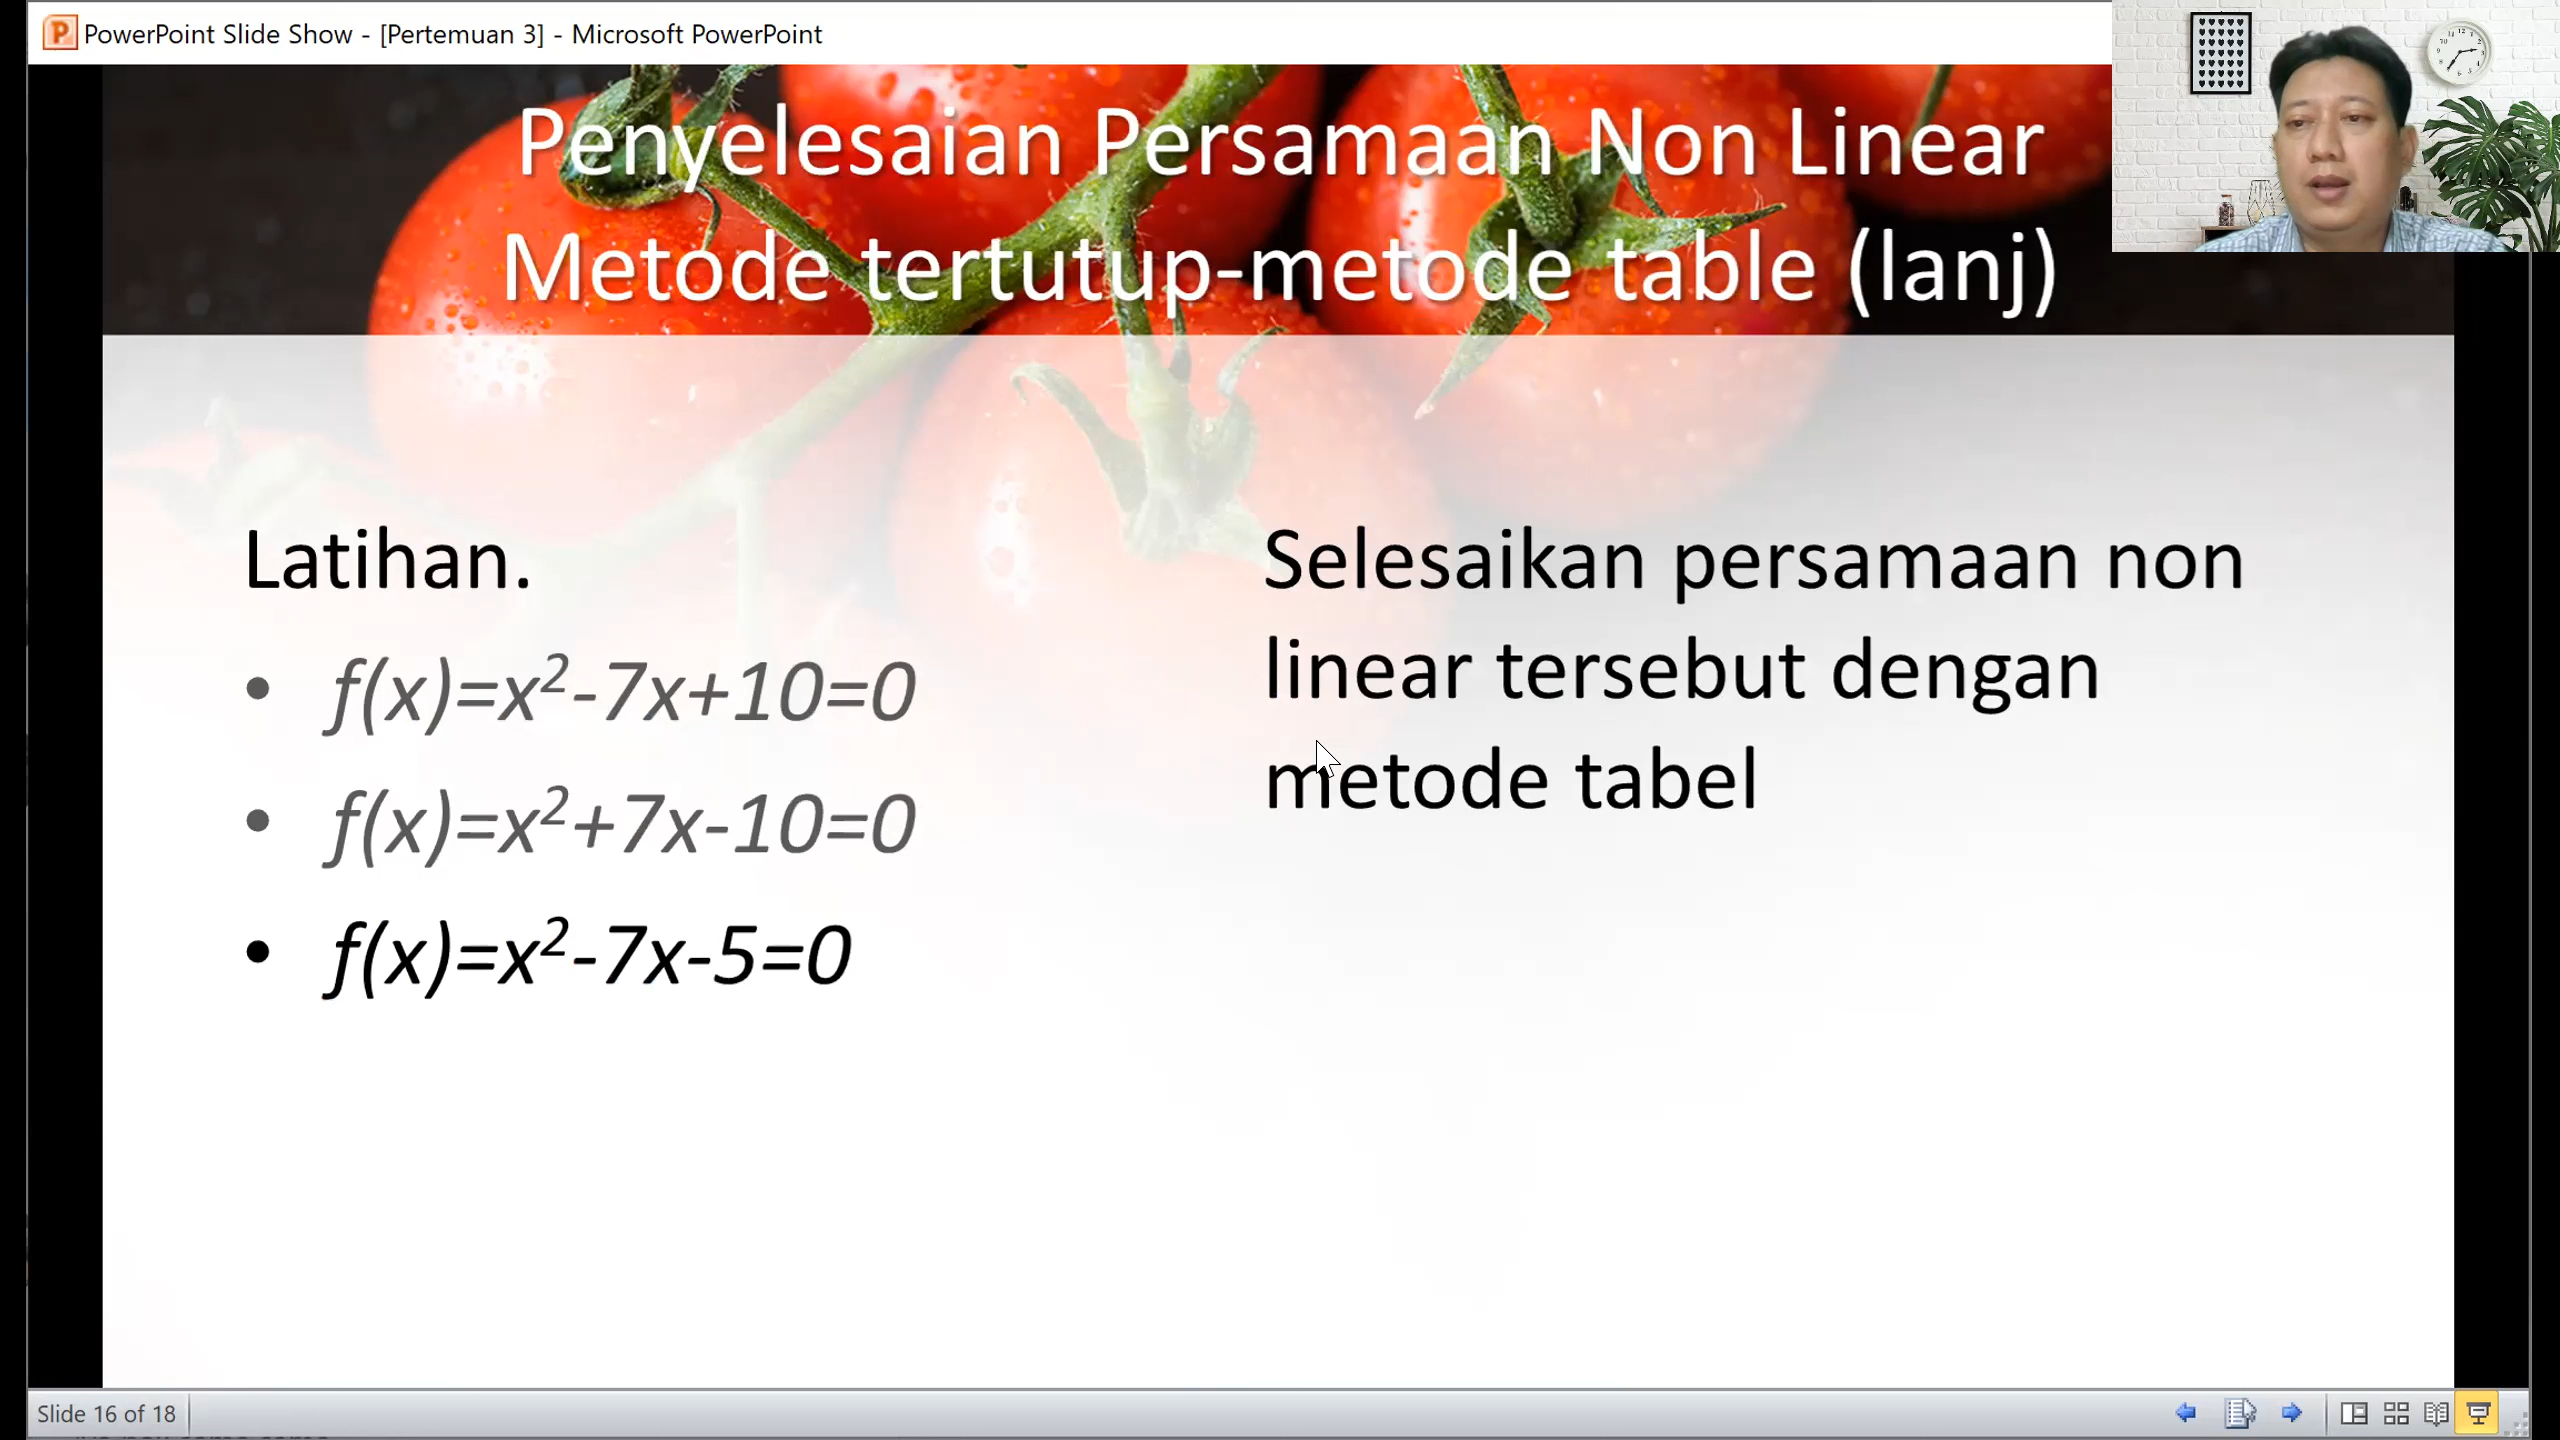 PowerPoint Slide Show - [Pertemuan 3] - Microsoft PowerPoint
Penyelesaian Persamaan Non Linear
Metode tertutup-metode table (lanj)
Latihan.
• f(x)=x²-7x+10=0
• f(x)=x²+7x-10=0
• f(x)=x²-7x-5=0
Selesaikan persamaan non
linear tersebut dengan
metode tabel
Slide 16 of 18